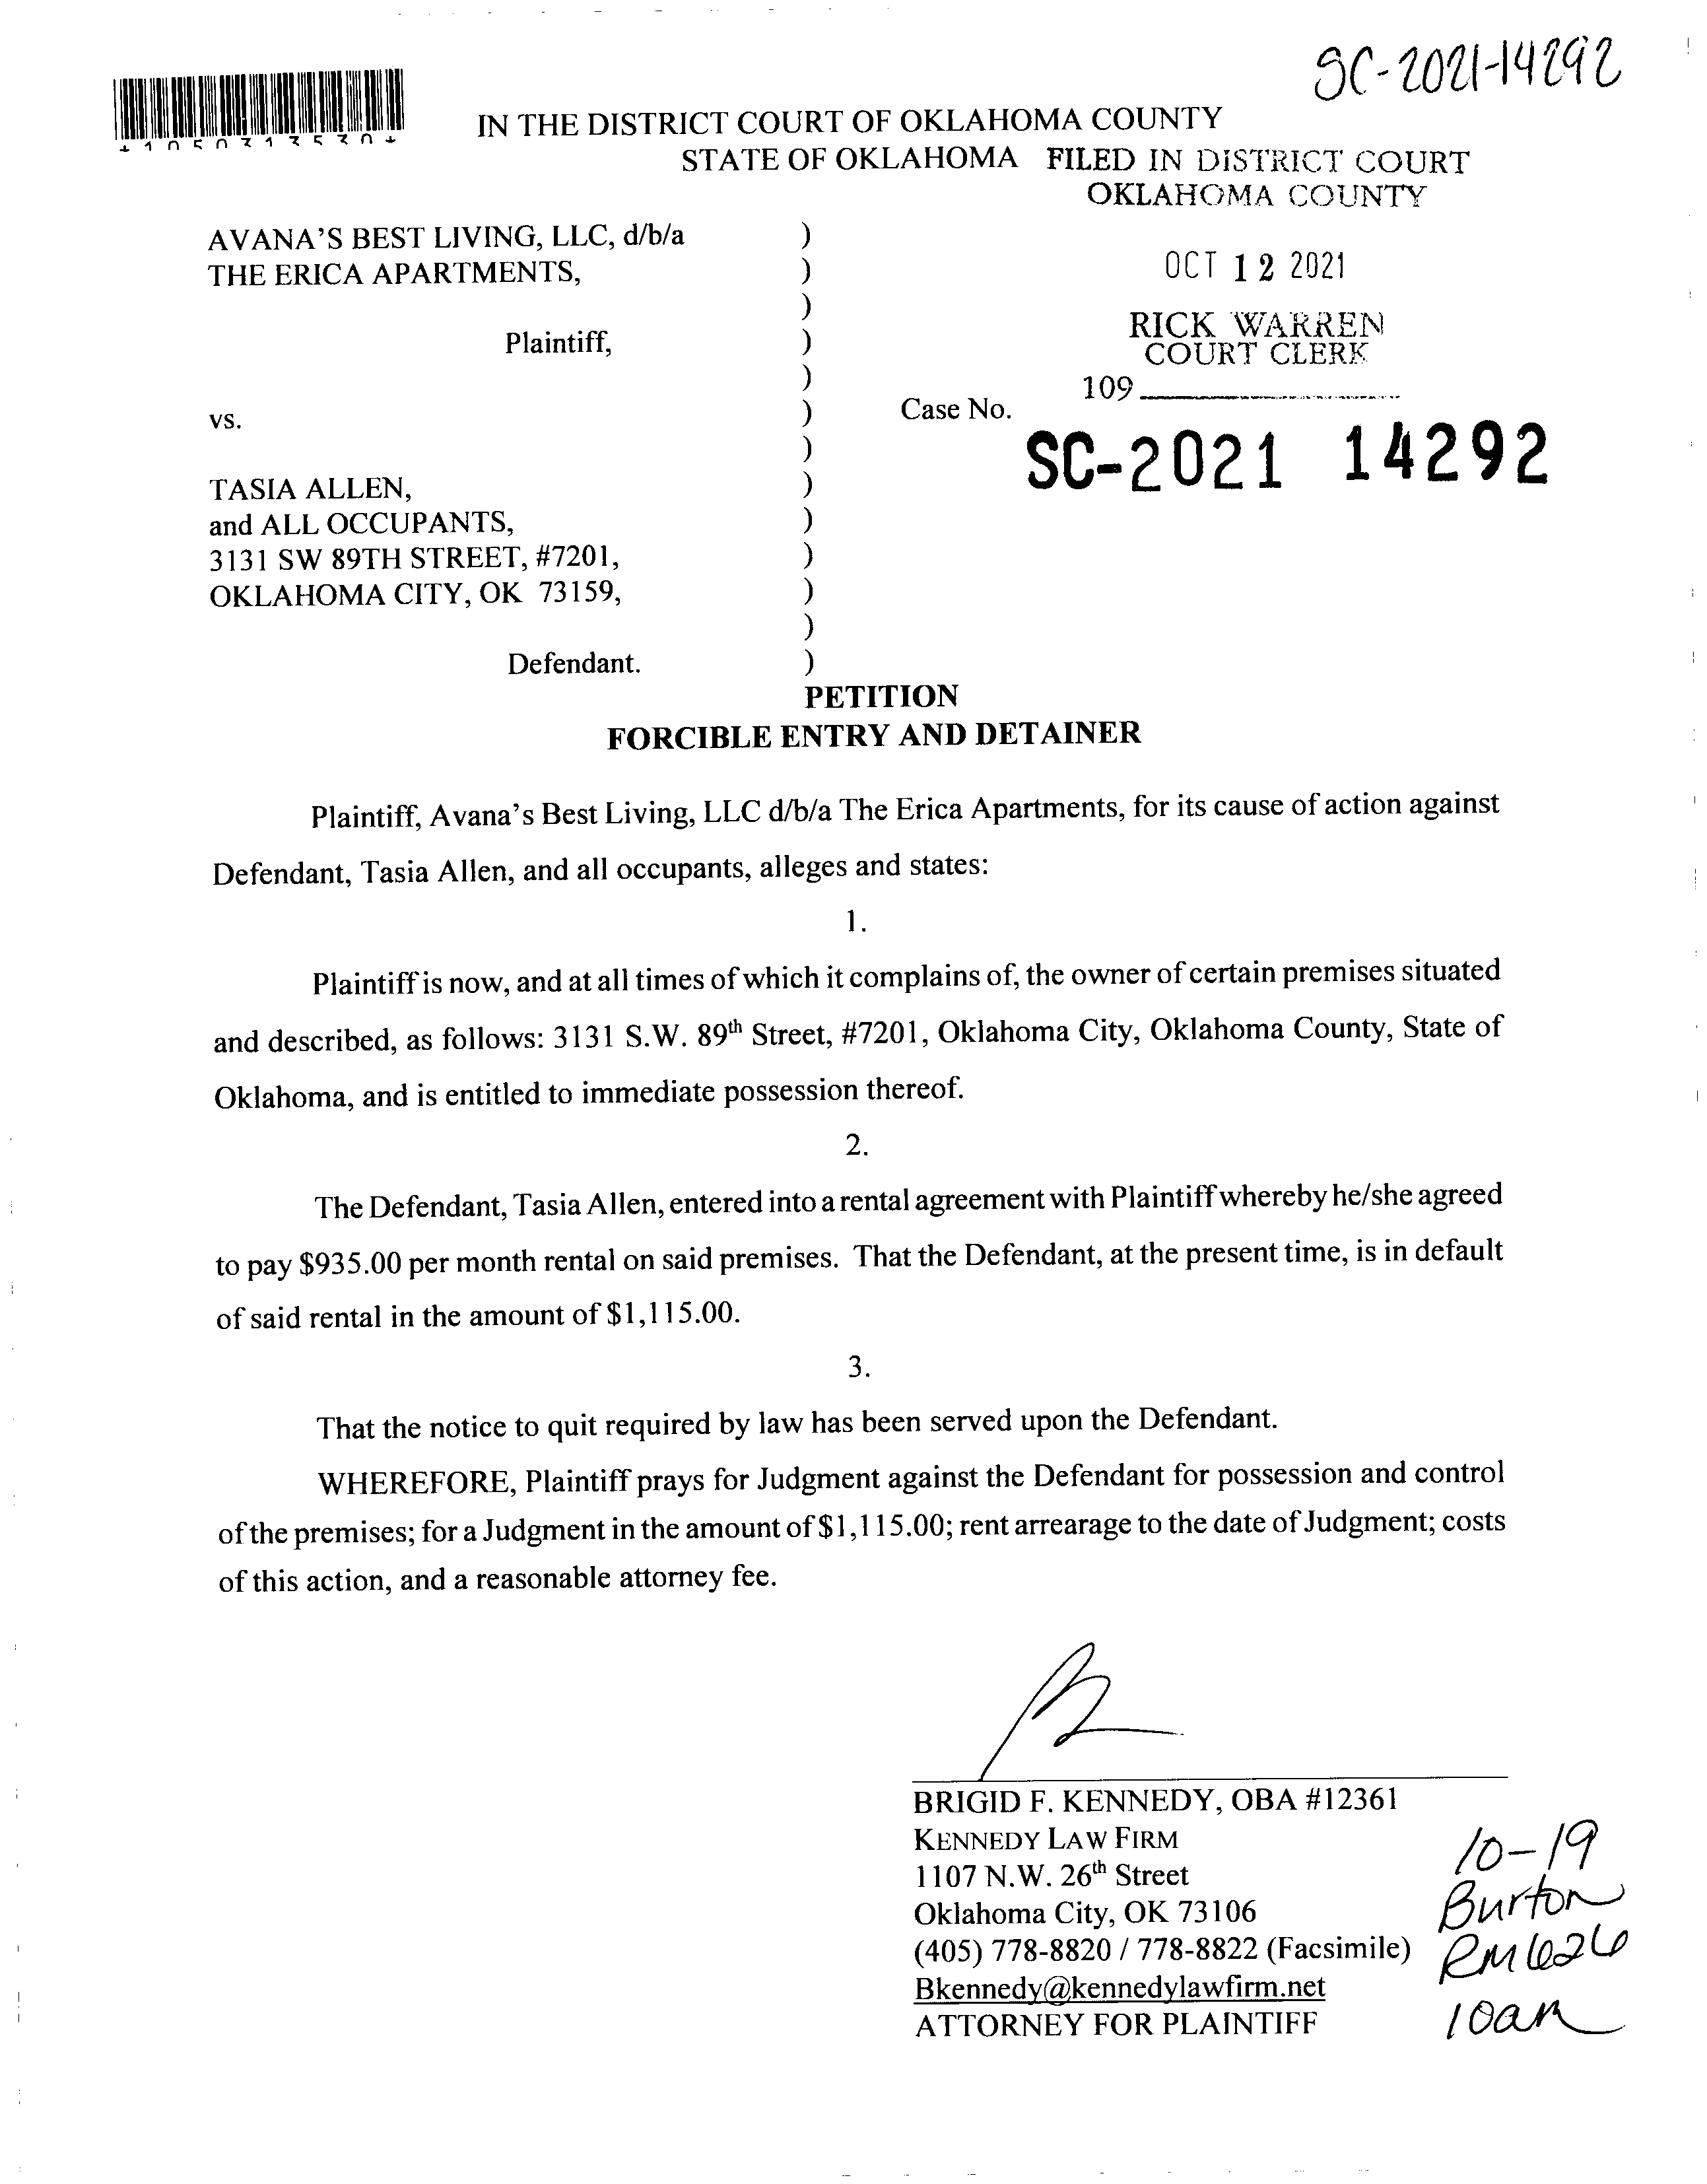 SC-2021-14292
*1050313530*
IN THE DISTRICT COURT OF OKLAHOMA COUNTY
STATE OF OKLAHOMA
FILED IN DISTRICT COURT
OKLAHOMA COUNTY
AVANA'S BEST LIVING, LLC, d/b/a )
THE ERICA APARTMENTS, )
)
Plaintiff, )
)
vs. )
)
TASIA ALLEN, )
and ALL OCCUPANTS, )
3131 SW 89TH STREET, #7201, )
OKLAHOMA CITY, OK 73159, )
)
Defendant. )
OCT 12 2021
RICK WARREN
COURT CLERK
109
Case No.
SC-2021 14292
PETITION
FORCIBLE ENTRY AND DETAINER
Plaintiff, Avana's Best Living, LLC d/b/a The Erica Apartments, for its cause of action against
Defendant, Tasia Allen, and all occupants, alleges and states:
1.
Plaintiff is now, and at all times of which it complains of, the owner of certain premises situated
and described, as follows: 3131 S.W. 89th Street, #7201, Oklahoma City, Oklahoma County, State of
Oklahoma, and is entitled to immediate possession thereof.
2.
The Defendant, Tasia Allen, entered into a rental agreement with Plaintiff whereby he/she agreed
to pay $935.00 per month rental on said premises. That the Defendant, at the present time, is in default
of said rental in the amount of $1,115.00.
3.
That the notice to quit required by law has been served upon the Defendant.
WHEREFORE, Plaintiff prays for Judgment against the Defendant for possession and control
of the premises; for a Judgment in the amount of $1,115.00; rent arrearage to the date of Judgment; costs
of this action, and a reasonable attorney fee.
BRIGID F. KENNEDY, OBA #12361
KENNEDY LAW FIRM
1107 N.W. 26th Street
Oklahoma City, OK 73106
(405) 778-8820 / 778-8822 (Facsimile)
Bkennedy@kennedylawfirm.net
ATTORNEY FOR PLAINTIFF
10-19
Burton
RM 626
10am